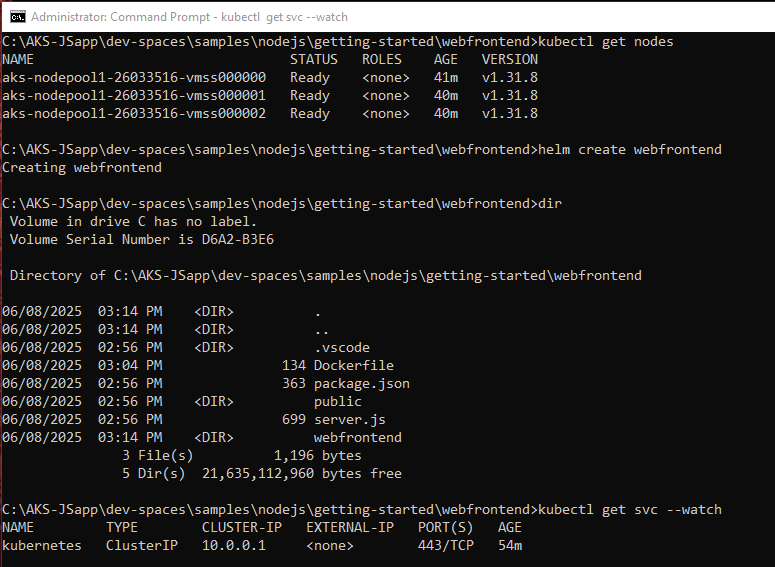 Administrator: Command Prompt - kubectl  get svc --watch
C:\AKS-JSapp\dev-spaces\samples\nodejs\getting-started\webfrontend>kubectl get nodes
NAME                                STATUS   ROLES    AGE   VERSION
aks-nodepool1-26033516-vmss000000   Ready    <none>   41m   v1.31.8
aks-nodepool1-26033516-vmss000001   Ready    <none>   40m   v1.31.8
aks-nodepool1-26033516-vmss000002   Ready    <none>   40m   v1.31.8
C:\AKS-JSapp\dev-spaces\samples\nodejs\getting-started\webfrontend>helm create webfrontend
Creating webfrontend
C:\AKS-JSapp\dev-spaces\samples\nodejs\getting-started\webfrontend>dir
 Volume in drive C has no label.
 Volume Serial Number is D6A2-B3E6
 Directory of C:\AKS-JSapp\dev-spaces\samples\nodejs\getting-started\webfrontend
06/08/2025  03:14 PM    <DIR>          .
06/08/2025  03:14 PM    <DIR>          ..
06/08/2025  02:56 PM    <DIR>          .vscode
06/08/2025  03:04 PM               134 Dockerfile
06/08/2025  02:56 PM               363 package.json
06/08/2025  02:56 PM    <DIR>          public
06/08/2025  02:56 PM               699 server.js
06/08/2025  03:14 PM    <DIR>          webfrontend
               3 File(s)          1,196 bytes
               5 Dir(s)  21,635,112,960 bytes free
C:\AKS-JSapp\dev-spaces\samples\nodejs\getting-started\webfrontend>kubectl get svc --watch
NAME         TYPE        CLUSTER-IP   EXTERNAL-IP   PORT(S)   AGE
kubernetes   ClusterIP   10.0.0.1     <none>        443/TCP   54m